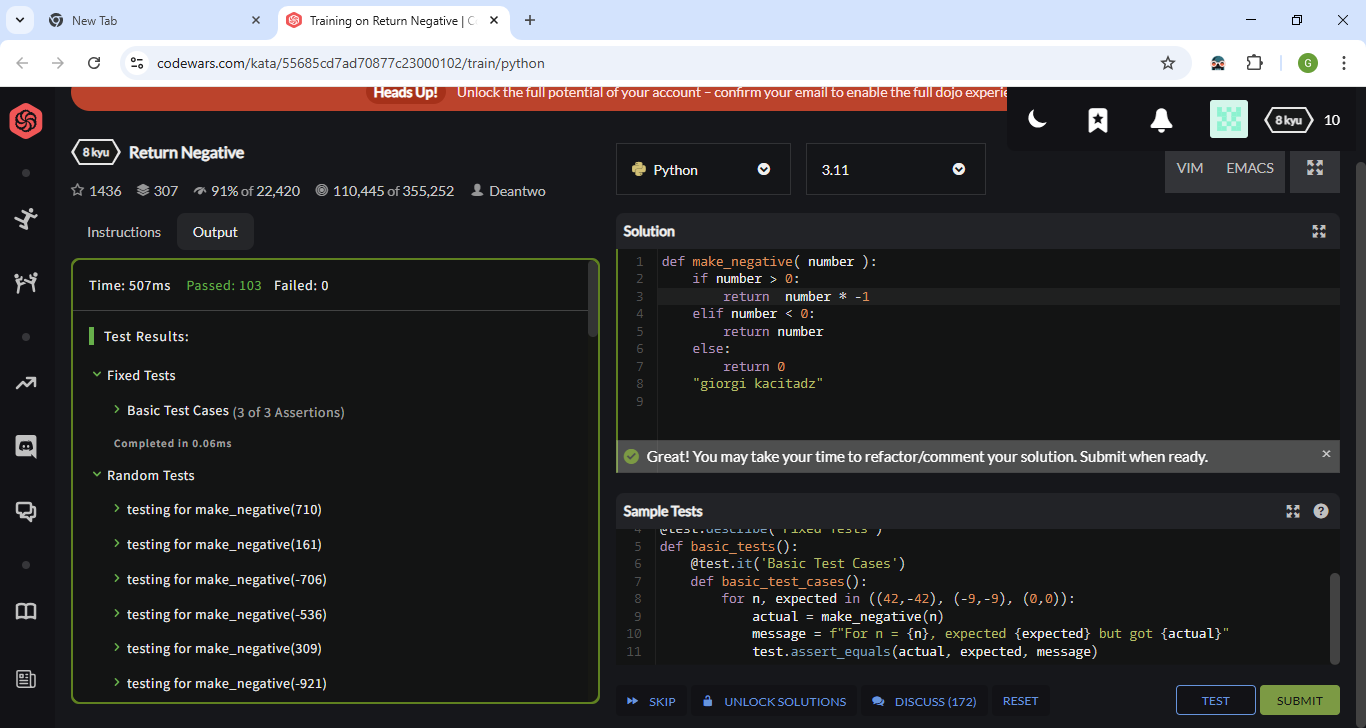 New Tab
Training on Return Negative | C
codewars.com/kata/55685cd7ad70877c23000102/train/python
G
Heads Up! Unlock the full potential of your account – confirm your email to enable the full dojo experie
8 kyu 10
8 kyu Return Negative
1436 307 91% of 22,420 110,445 of 355,252 Deantwo
Python 3.11 VIM EMACS
Instructions Output
Time: 507ms Passed: 103 Failed: 0
Test Results:
Fixed Tests
Basic Test Cases (3 of 3 Assertions)
Completed in 0.06ms
Random Tests
testing for make_negative(710)
testing for make_negative(161)
testing for make_negative(-706)
testing for make_negative(-536)
testing for make_negative(309)
testing for make_negative(-921)
Solution
1 def make_negative( number ):
2 if number > 0:
3 return  number * -1
4 elif number < 0:
5 return number
6 else:
7 return 0
8 "giorgi kacitadz"
9
Great! You may take your time to refactor/comment your solution. Submit when ready.
Sample Tests
?
4 @test.describe("Fixed Tests")
5 def basic_tests():
6 @test.it('Basic Test Cases')
7 def basic_test_cases():
8 for n, expected in ((42,-42), (-9,-9), (0,0)):
9 actual = make_negative(n)
10 message = f"For n = {n}, expected {expected} but got {actual}"
11 test.assert_equals(actual, expected, message)
SKIP UNLOCK SOLUTIONS DISCUSS (172) RESET TEST SUBMIT